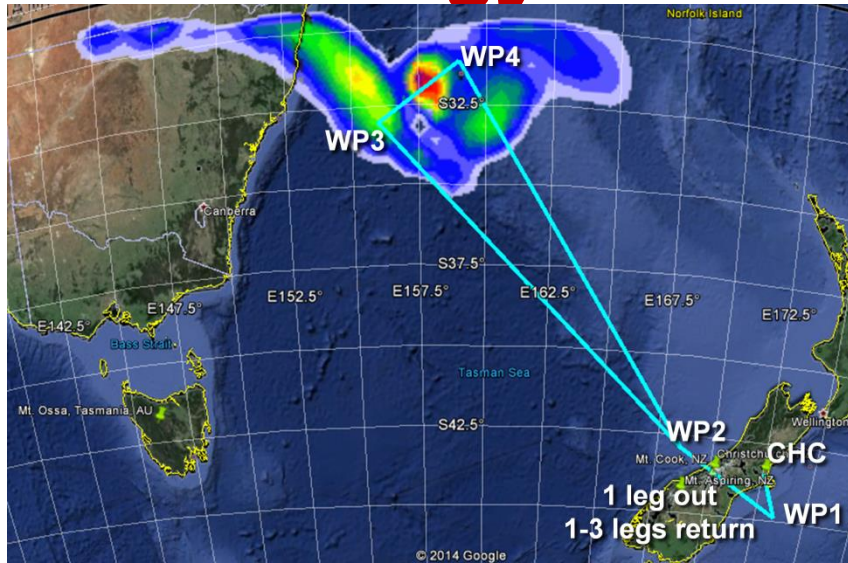 Norfolk Island
WP4
S32.5°
WP3
Canberra
S37.5°
E152.5°
E157.5°
E162.5°
E167.5°
E172.5°
E147.5°
E142.5°
Bass Strait
Tasman Sea
Mt. Ossa, Tasmania, AU
S42.5°
Wellington
WP2
Mt. Cook, NZ
CHC
Mt. Aspiring, NZ
1 leg out
WP1
1-3 legs return
© 2014 Google